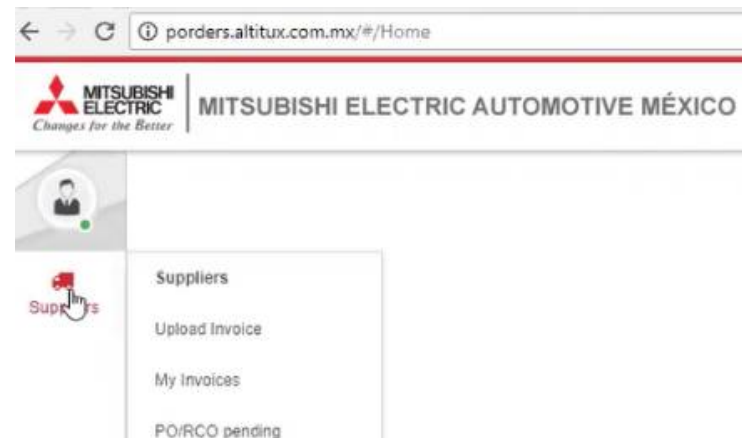 porders.altitux.com.mx/#/Home
MITSUBISHI
ELECTRIC
Changes for the Better
MITSUBISHI ELECTRIC AUTOMOTIVE MÉXICO
Suppliers
Suppliers
Upload Invoice
My Invoices
PO/RCO pending